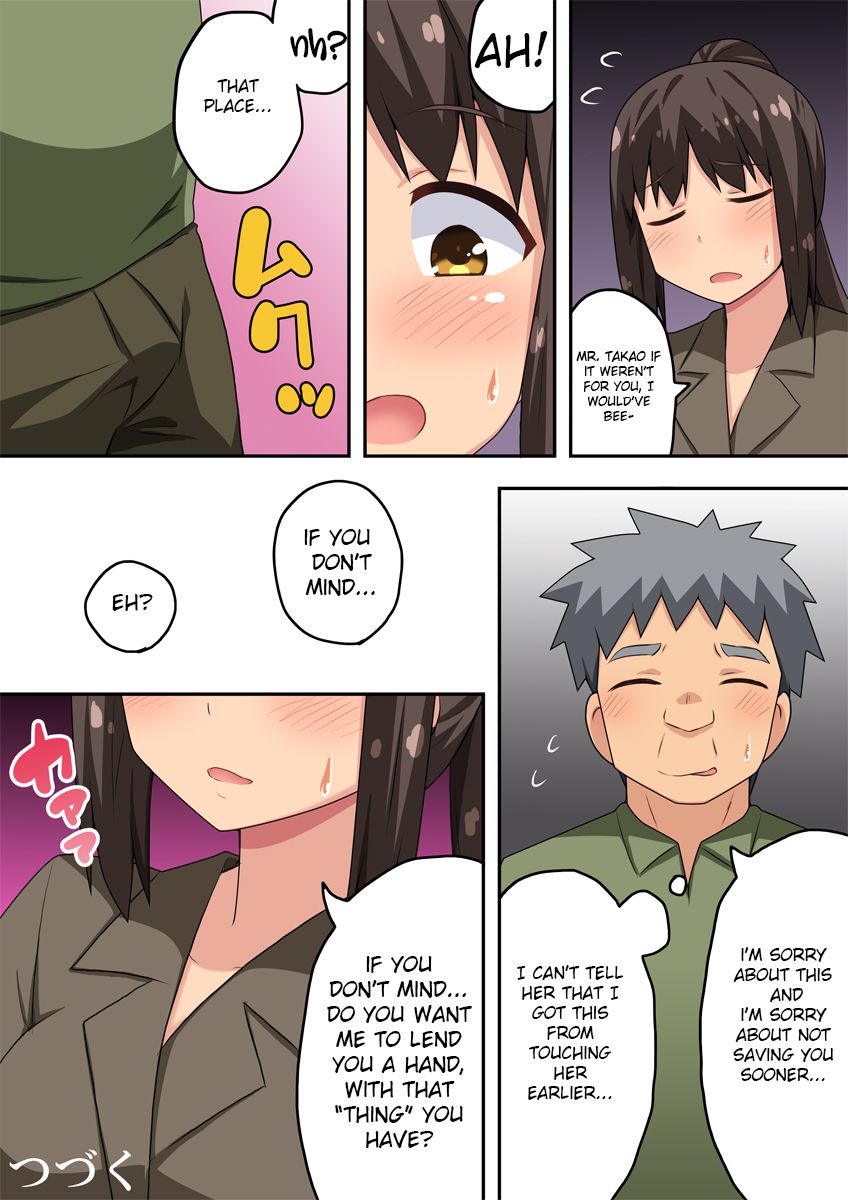 MR. TAKAO IF
IT WEREN'T
FOR YOU, I
WOULD'VE
BEE-
AH!
nh?
THAT
PLACE...
ムクッ
I'M SORRY
ABOUT THIS
AND
I'M SORRY
ABOUT NOT
SAVING YOU
SOONER...
I CAN'T TELL
HER THAT I
GOT THIS
FROM
TOUCHING
HER
EARLIER...
IF YOU
DON'T
MIND...
EH?
IF YOU
DON'T MIND...
DO YOU WANT
ME TO LEND
YOU A HAND,
WITH THAT
"THING" YOU
HAVE?
つづく